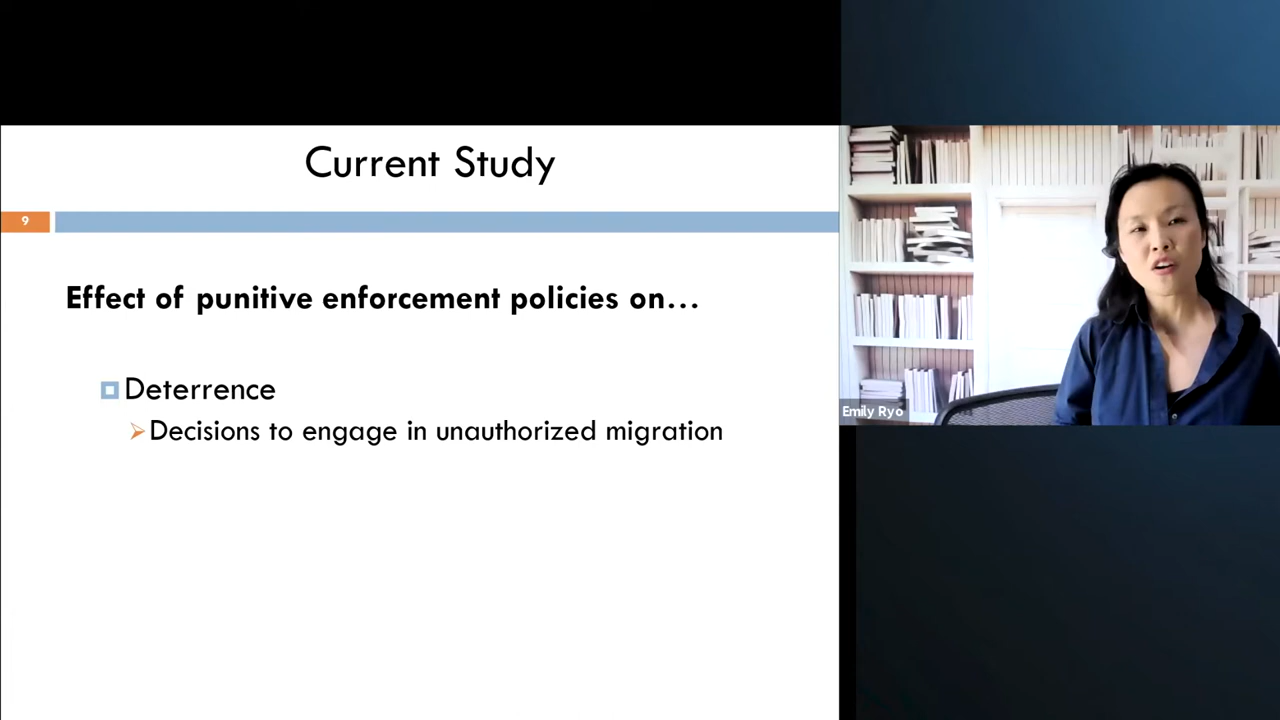 Current Study
9
Effect of punitive enforcement policies on...
Deterrence
Decisions to engage in unauthorized migration
Emily Ryo